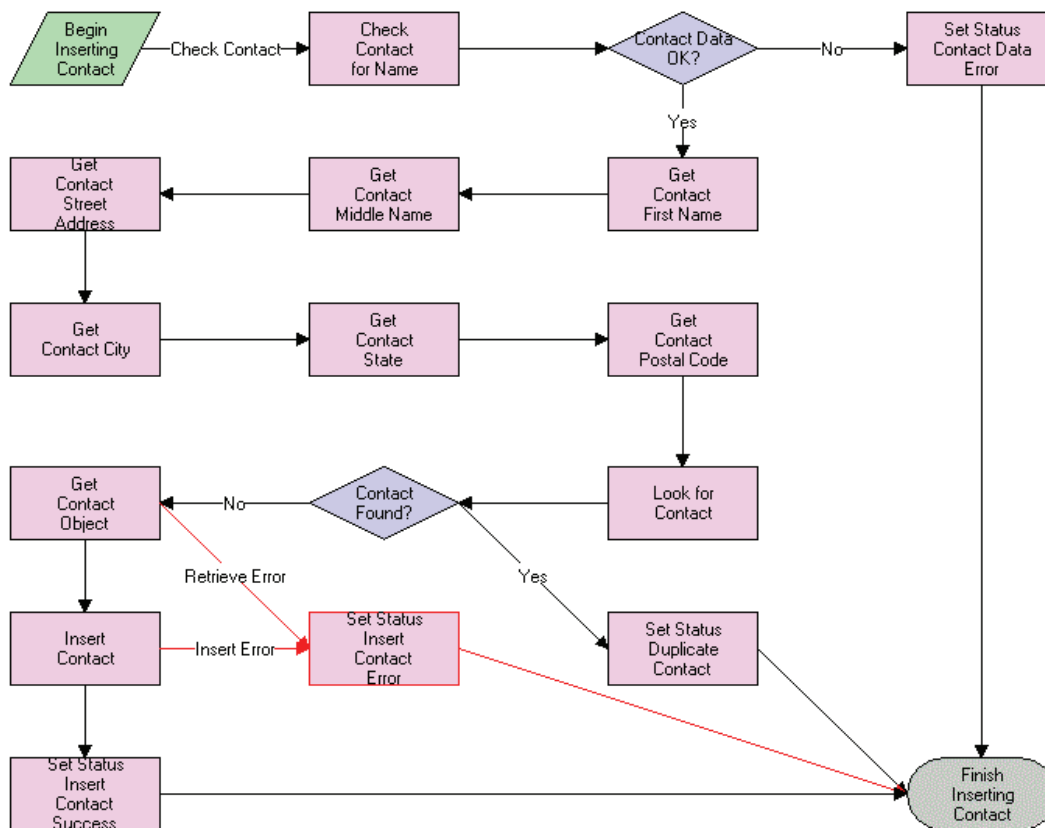 Begin
Inserting
Contact
Check Contact
Check
Contact
for Name
Contact Data
OK?
No
Set Status
Contact Data
Error
Yes
Get
Contact
Street
Address
Get
Contact
Middle Name
Get
Contact
First Name
Get
Contact City
Get
Contact
State
Get
Contact
Postal Code
Get
Contact
Object
No
Contact
Found?
Look for
Contact
Retrieve Error
Yes
Insert
Contact
Insert Error
Set Status
Insert
Contact
Error
Set Status
Duplicate
Contact
Set Status
Insert
Contact
Success
Finish
Inserting
Contact